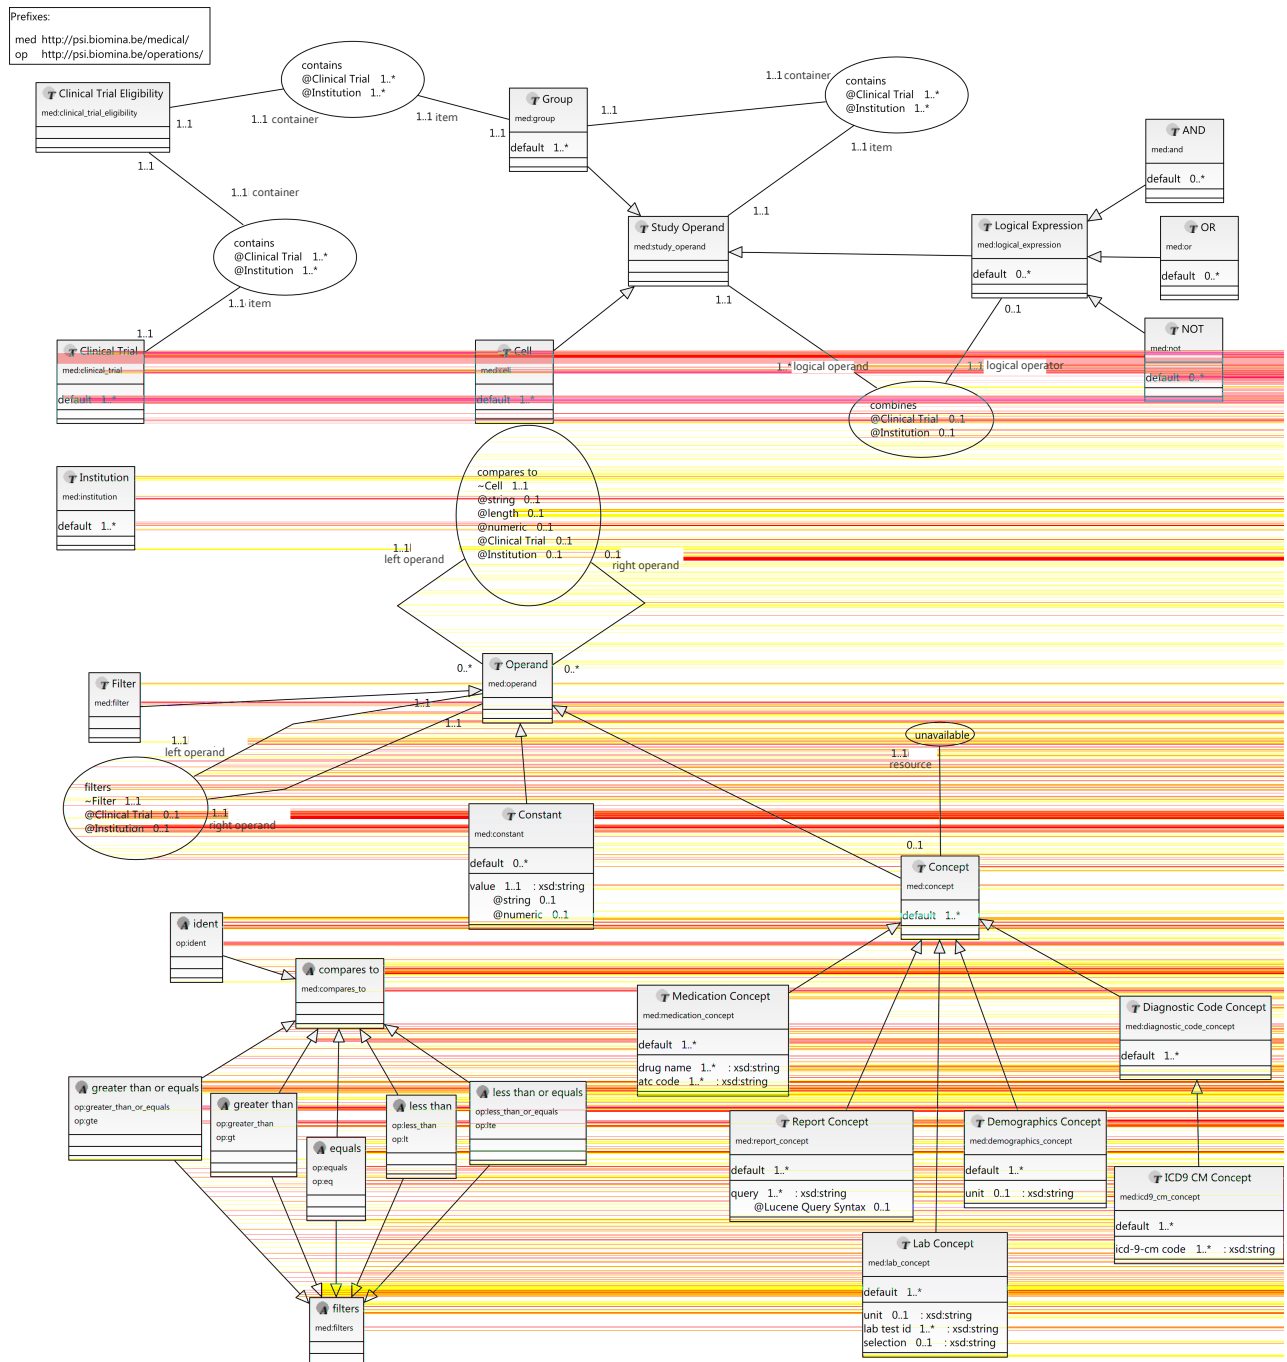 Prefixes:
med http://psi.biomina.be/medical/
op http://psi.biomina.be/operations/
T Clinical Trial Eligibility
med:clinical_trial_eligibility
contains
@Clinical Trial 1..*
@Institution 1..*
1..1
1..1 container
1..1 item
1..1
T Group
med:group
default 1..*
1..1
1..1 container
contains
@Clinical Trial 1..*
@Institution 1..*
1..1 item
1..1
T AND
med:and
default 0..*
1..1
1..1 container
contains
@Clinical Trial 1..*
@Institution 1..*
1..1 item
1..1
T Study Operand
med:study_operand
1..1
T Logical Expression
med:logical_expression
default 0..*
0..1
T OR
med:or
default 0..*
T NOT
med:not
default 0..*
T Clinical Trial
med:clinical_trial
default 1..*
T Cell
med:cell
default 1..*
1..* logical operand
1..1 logical operator
combines
@Clinical Trial 0..1
@Institution 0..1
T Institution
med:institution
default 1..*
compares to
~Cell 1..1
@string 0..1
@length 0..1
@numeric 0..1
@Clinical Trial 0..1
@Institution 0..1
1..1
left operand
0..1
right operand
0..*
0..*
T Operand
med:operand
T Filter
med:filter
1..1
1..1
1..1
left operand
filters
~Filter 1..1
@Clinical Trial 0..1
@Institution 0..1
1..1
right operand
unavailable
1..1
resource
0..1
T Constant
med:constant
default 0..*
value 1..1 : xsd:string
@string 0..1
@numeric 0..1
T Concept
med:concept
default 1..*
A ident
op:ident
A compares to
med:compares_to
T Medication Concept
med:medication_concept
default 1..*
drug name 1..* : xsd:string
atc code 1..* : xsd:string
T Diagnostic Code Concept
med:diagnostic_code_concept
default 1..*
A greater than or equals
op:greater_than_or_equals
op:gte
A greater than
op:greater_than
op:gt
A equals
op:equals
op:eq
A less than
op:less_than
op:lt
A less than or equals
op:less_than_or_equals
op:lte
T Report Concept
med:report_concept
default 1..*
query 1..* : xsd:string
@Lucene Query Syntax 0..1
T Demographics Concept
med:demographics_concept
default 1..*
unit 0..1 : xsd:string
T ICD9 CM Concept
med:icd9_cm_concept
default 1..*
icd-9-cm code 1..* : xsd:string
T Lab Concept
med:lab_concept
default 1..*
unit 0..1 : xsd:string
lab test id 1..* : xsd:string
selection 0..1 : xsd:string
A filters
med:filters